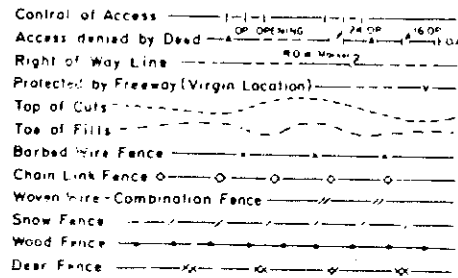 Control of Access
OP. OPENING 24 OP 16 OP
Access denied by Deed
R.O.W. Marker
Right of Way Line
Protected by Freeway (Virgin Location)
Top of Cuts
Toe of Fills
Barbed Wire Fence
Chain Link Fence
Woven Wire-Combination Fence
Snow Fence
Wood Fence
Deer Fence